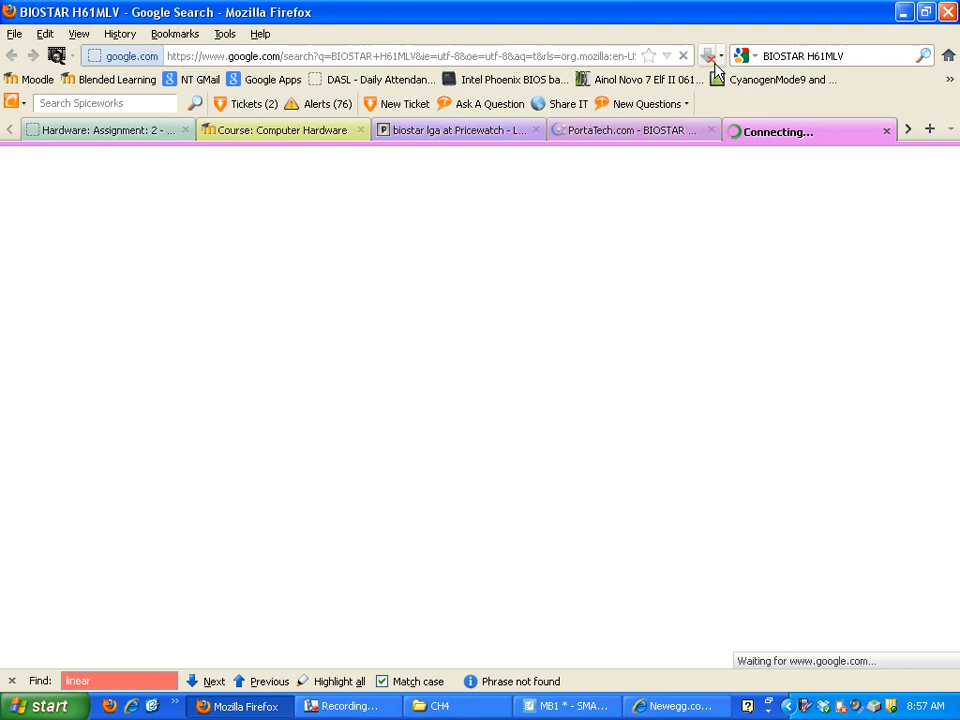 BIOSTAR H61MLV - Google Search - Mozilla Firefox
File Edit View History Bookmarks Tools Help
google.com https://www.google.com/search?q=BIOSTAR+H61MLV&ie=utf-8&oe=utf-8&aq=t&rls=org.mozilla:en-U BIOSTAR H61MLV
Moodle Blended Learning NT GMail Google Apps DASL - Daily Attendan... Intel Phoenix BIOS ba... Ainol Novo 7 Elf II 061... CyanogenMode9 and ... »
Search Spiceworks Tickets (2) Alerts (76) New Ticket Ask A Question Share IT New Questions
Hardware: Assignment: 2 - ... Course: Computer Hardware biostar lga at Pricewatch - L... PortaTech.com - BIOSTAR ... Connecting...
Waiting for www.google.com...
Find: linear Next Previous Highlight all Match case Phrase not found
start » Mozilla Firefox Recording... CH4 MB1 * - SMA... Newegg.co... 8:57 AM